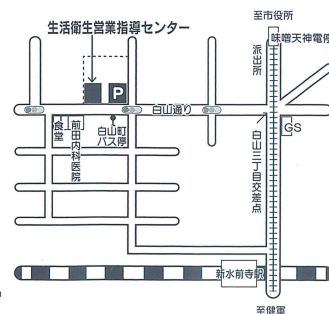 至市役所
生活衛生営業指導センター
味噌天神電停
派出所
P
白山通り
食堂
前田内科医院
白山町
バス停
白山三丁目交差点
GS
新水前寺駅
至健軍